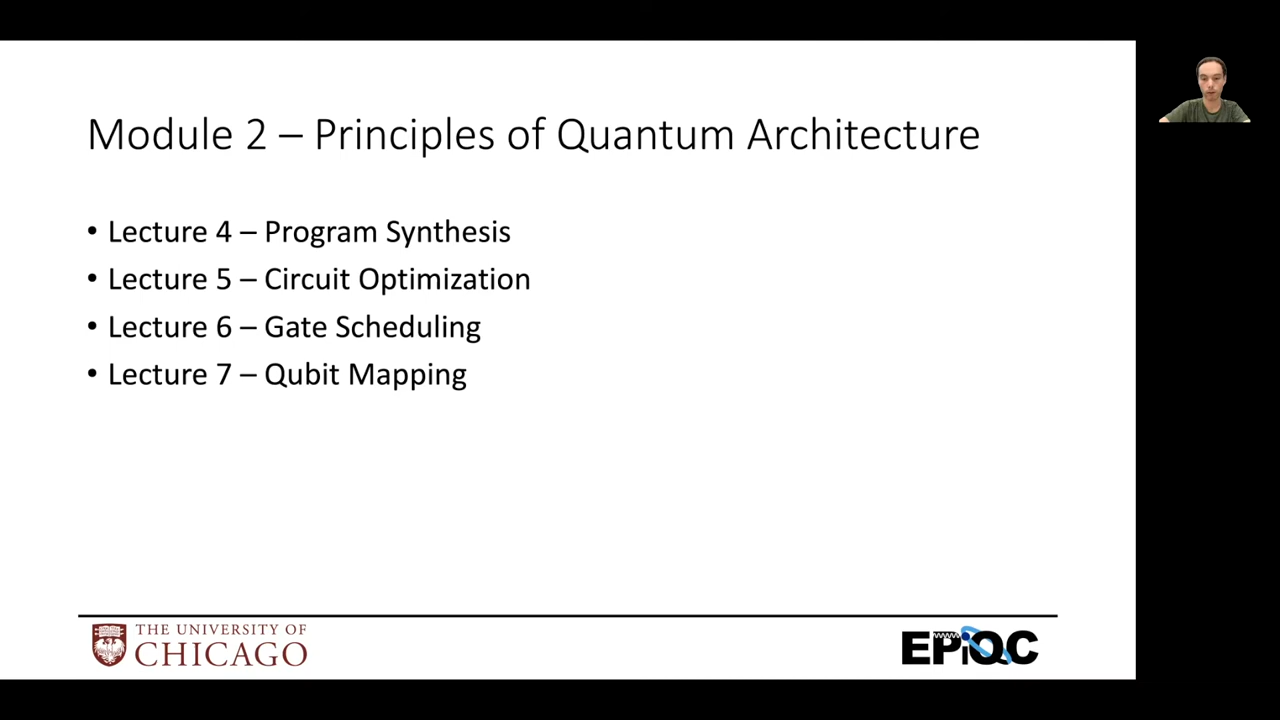 Module 2 – Principles of Quantum Architecture
• Lecture 4 – Program Synthesis
• Lecture 5 – Circuit Optimization
• Lecture 6 – Gate Scheduling
• Lecture 7 – Qubit Mapping
THE UNIVERSITY OF
CHICAGO
EPiQC